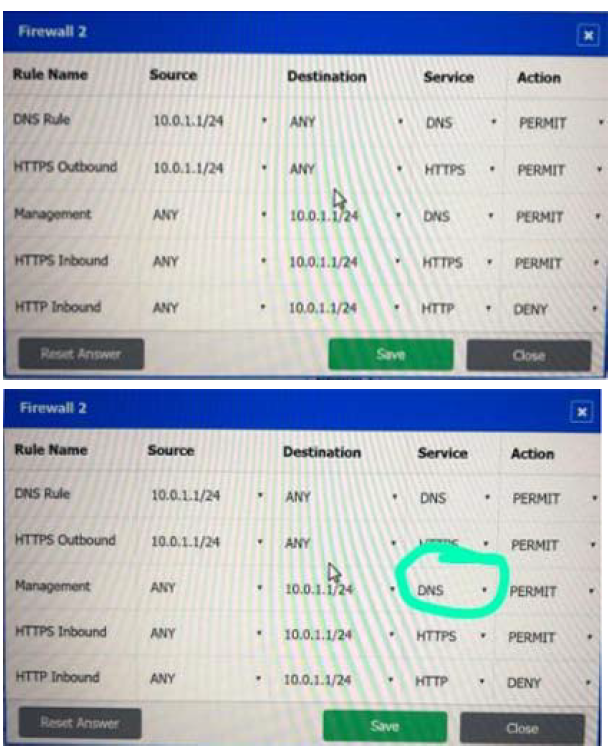 Firewall 2
Rule Name Source Destination Service Action
DNS Rule 10.0.1.1/24 ANY DNS PERMIT
HTTPS Outbound 10.0.1.1/24 ANY HTTPS PERMIT
Management ANY 10.0.1.1/24 DNS PERMIT
HTTPS Inbound ANY 10.0.1.1/24 HTTPS PERMIT
HTTP Inbound ANY 10.0.1.1/24 HTTP DENY
Reset Answer Save Close
Firewall 2
Rule Name Source Destination Service Action
DNS Rule 10.0.1.1/24 ANY DNS PERMIT
HTTPS Outbound 10.0.1.1/24 ANY HTTPS PERMIT
Management ANY 10.0.1.1/24 DNS PERMIT
HTTPS Inbound ANY 10.0.1.1/24 HTTPS PERMIT
HTTP Inbound ANY 10.0.1.1/24 HTTP DENY
Reset Answer Save Close